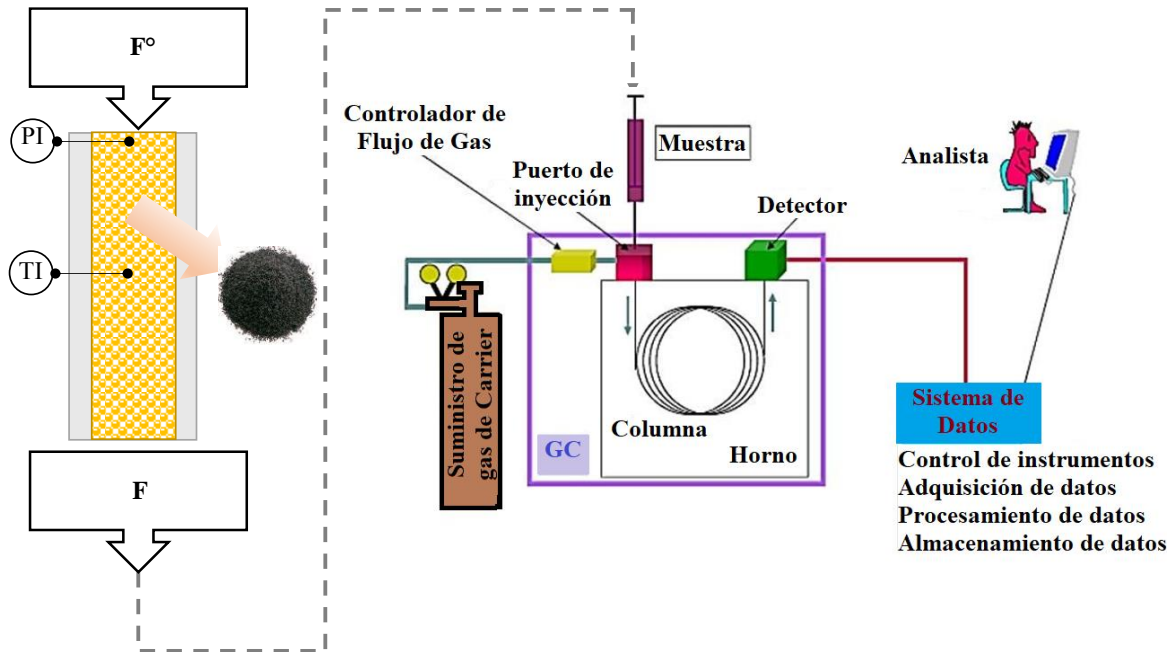 F°
PI
TI
F
Controlador de
Flujo de Gas
Muestra
Puerto de
inyección
Detector
Analista
Suministro de
gas de Carrier
Columna
GC
Horno
Sistema de
Datos
Control de instrumentos
Adquisición de datos
Procesamiento de datos
Almacenamiento de datos